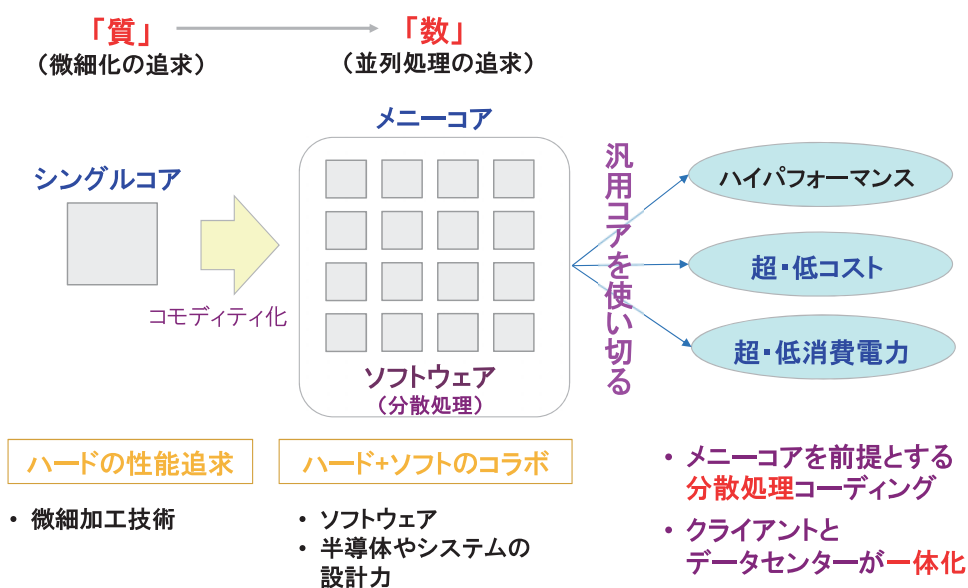 「質」
(微細化の追求)
「数」
(並列処理の追求)
シングルコア
コモディティ化
メニーコア
ソフトウェア
(分散処理)
汎用コアを使い切る
ハイパフォーマンス
超・低コスト
超・低消費電力
ハードの性能追求
• 微細加工技術
ハード+ソフトのコラボ
• ソフトウェア
• 半導体やシステムの
設計力
• メニーコアを前提とする
分散処理コーディング
• クライアントと
データセンターが一体化